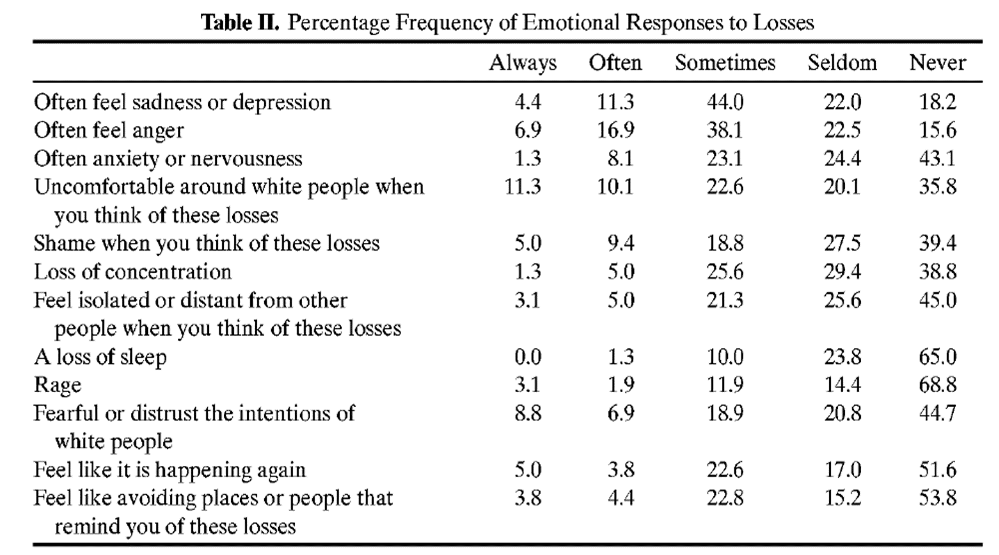 Table II. Percentage Frequency of Emotional Responses to Losses
Always Often Sometimes Seldom Never
Often feel sadness or depression 4.4 11.3 44.0 22.0 18.2
Often feel anger 6.9 16.9 38.1 22.5 15.6
Often anxiety or nervousness 1.3 8.1 23.1 24.4 43.1
Uncomfortable around white people when 11.3 10.1 22.6 20.1 35.8
you think of these losses
Shame when you think of these losses 5.0 9.4 18.8 27.5 39.4
Loss of concentration 1.3 5.0 25.6 29.4 38.8
Feel isolated or distant from other 3.1 5.0 21.3 25.6 45.0
people when you think of these losses
A loss of sleep 0.0 1.3 10.0 23.8 65.0
Rage 3.1 1.9 11.9 14.4 68.8
Fearful or distrust the intentions of 8.8 6.9 18.9 20.8 44.7
white people
Feel like it is happening again 5.0 3.8 22.6 17.0 51.6
Feel like avoiding places or people that 3.8 4.4 22.8 15.2 53.8
remind you of these losses